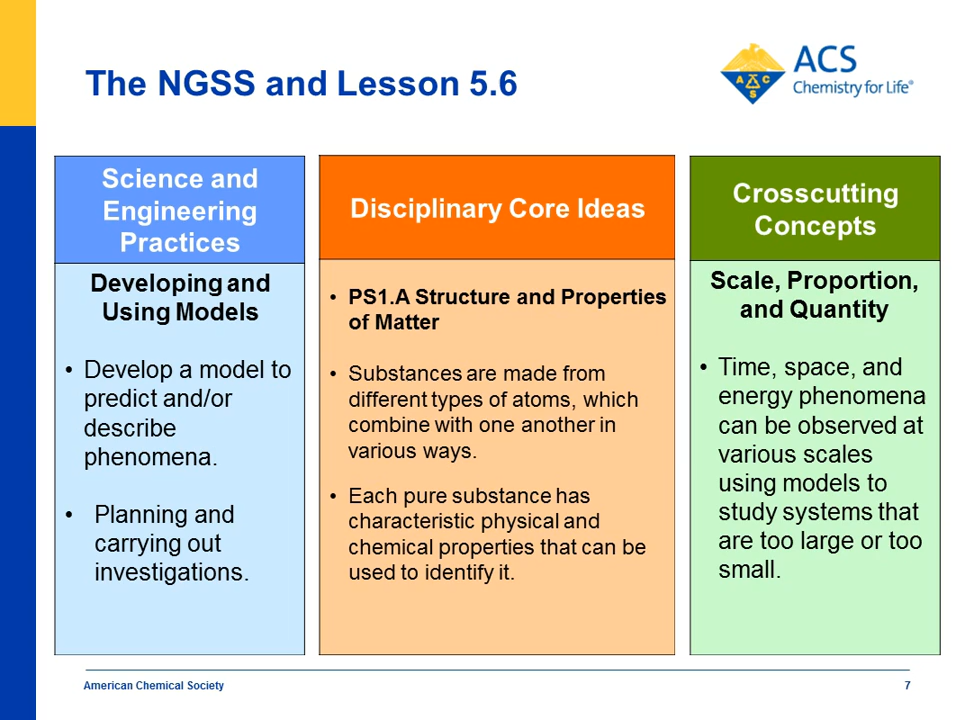 The NGSS and Lesson 5.6
ACS
Chemistry for Life®
A C S
Science and
Engineering
Practices
Developing and
Using Models
• Develop a model to
predict and/or
describe
phenomena.
• Planning and
carrying out
investigations.
Disciplinary Core Ideas
• PS1.A Structure and Properties
of Matter
• Substances are made from
different types of atoms, which
combine with one another in
various ways.
• Each pure substance has
characteristic physical and
chemical properties that can be
used to identify it.
Crosscutting
Concepts
Scale, Proportion,
and Quantity
• Time, space, and
energy phenomena
can be observed at
various scales
using models to
study systems that
are too large or too
small.
American Chemical Society
7